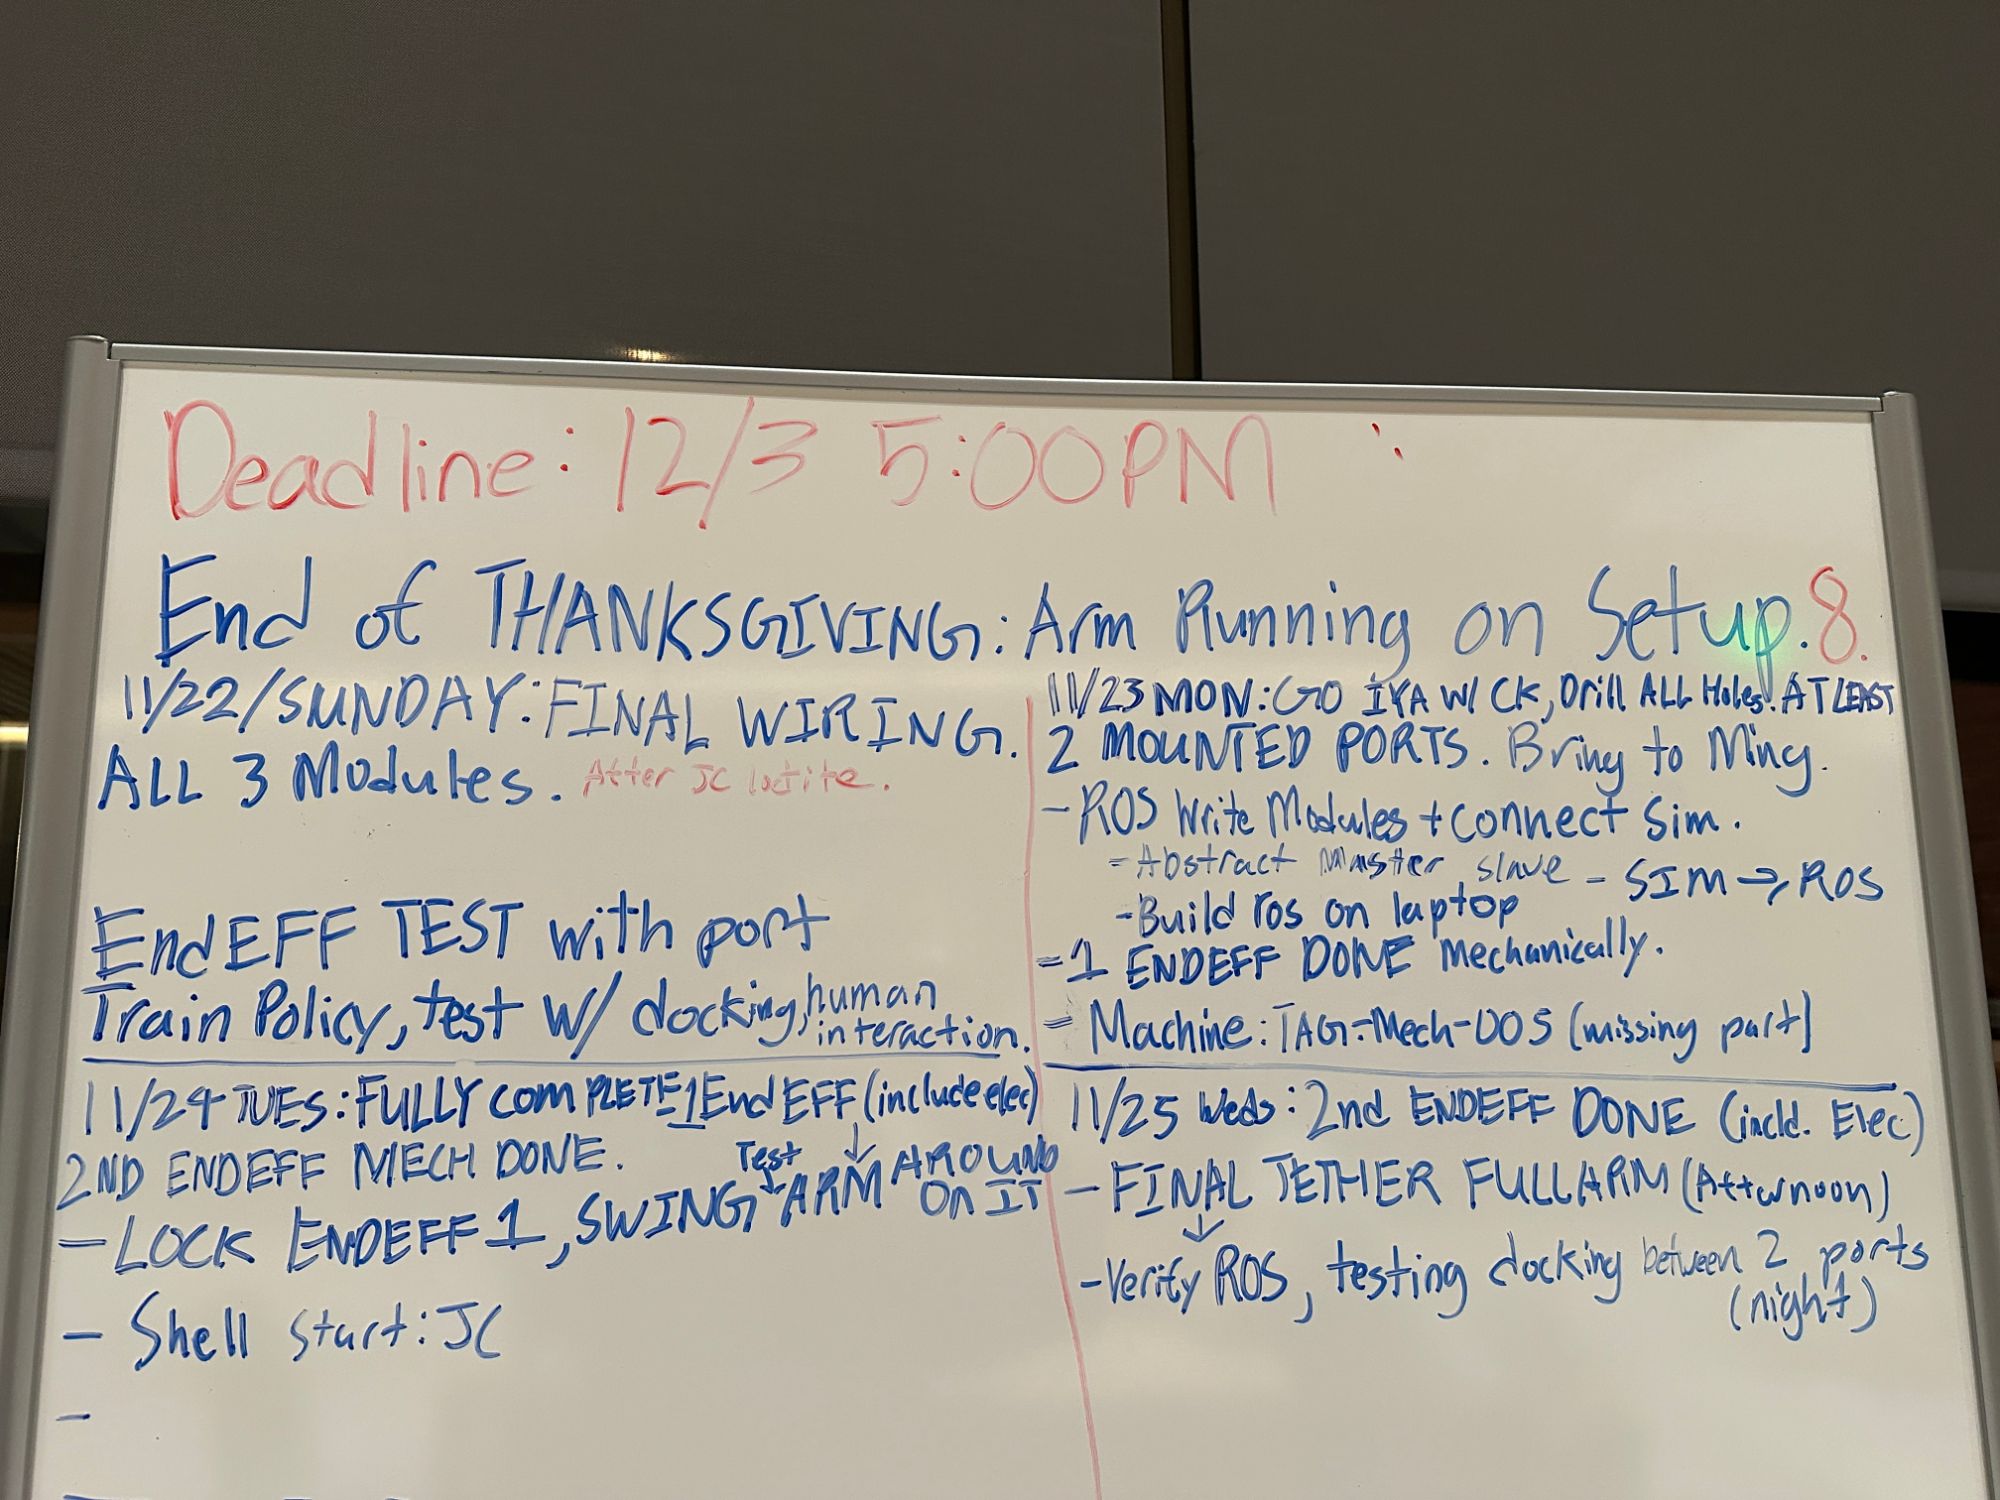 Deadline: 12/3 5:00PM
End of THANKSGIVING: Arm Running on Setup. 8.
11/22/SUNDAY: FINAL WIRING.
ALL 3 Modules. After JC loctite.
EndEFF TEST with port
Train Policy, test w/ docking, human interaction.
11/23 MON: GO IYA W/ CK, Drill ALL Holes. AT LEAST
2 MOUNTED PORTS. Bring to Ming.
- ROS Write Modules + connect Sim.
- Abstract Master slave - SIM → ROS
- Build ros on laptop
- 1 ENDEFF DONE Mechanically.
- Machine: TAG-Mech-005 (missing part)
11/24 TUES: FULLY COMPLETE 1 EndEFF (include elec)
2ND ENDEFF MECH DONE.
- LOCK ENDEFF 1, SWING ARM AROUND ON IT
Test
- Shell start: JC
-
11/25 Weds: 2nd ENDEFF DONE (incld. Elec)
- FINAL TETHER FULL ARM (Afternoon)
- Verify ROS, testing docking between 2 ports
(night)